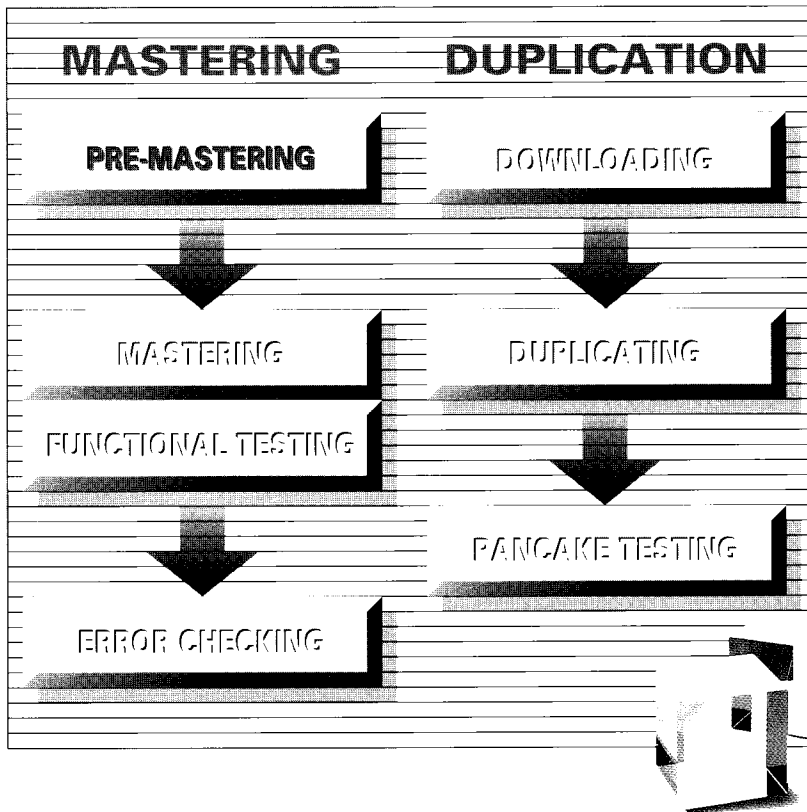 MASTERING
PRE-MASTERING
MASTERING
FUNCTIONAL TESTING
ERROR CHECKING
DUPLICATION
DOWNLOADING
DUPLICATING
PANCAKE TESTING